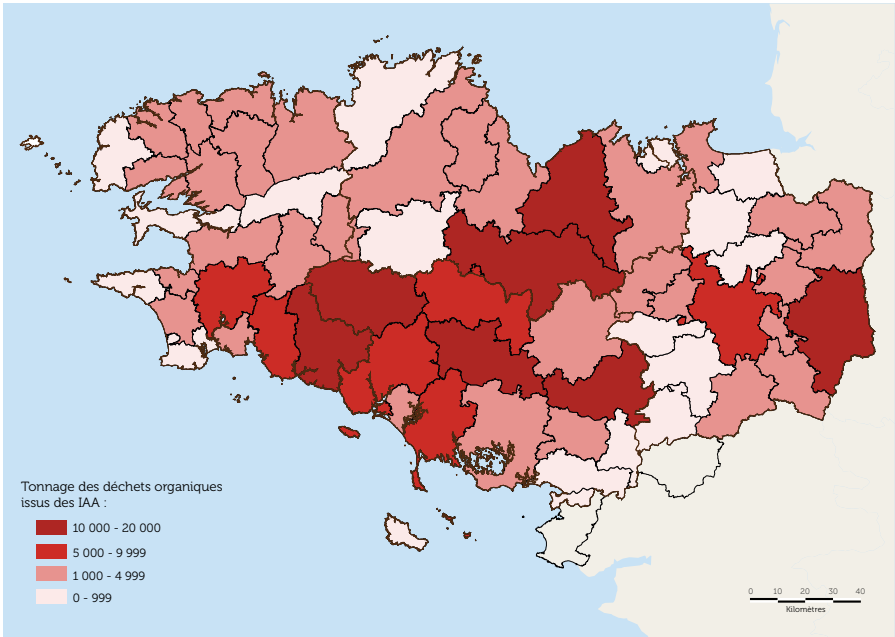 Tonnage des déchets organiques
issus des IAA :
10 000 - 20 000
5 000 - 9 999
1 000 - 4 999
0 - 999
0 10 20 30 40
Kilomètres